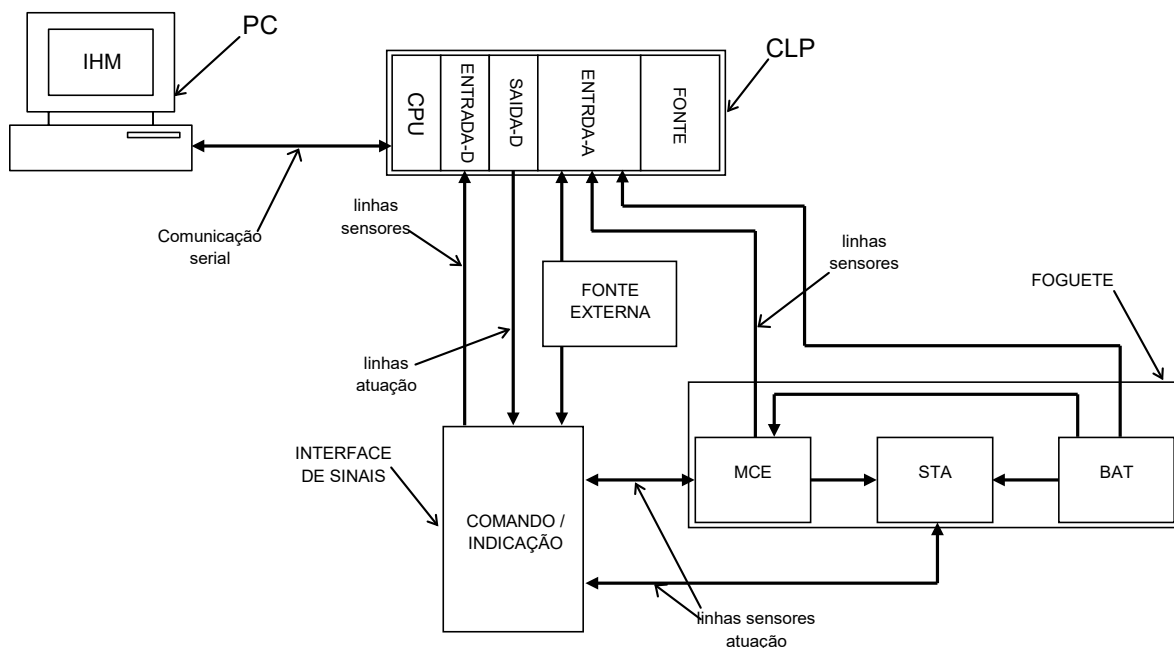 PC
IHM
CLP
CPU
ENTRADA-D
SAIDA-D
ENTRDA-A
FONTE
linhas
sensores
Comunicação
serial
linhas
sensores
FONTE
EXTERNA
FOGUETE
linhas
atuação
INTERFACE
DE SINAIS
MCE
STA
BAT
COMANDO /
INDICAÇÃO
linhas sensores
atuação